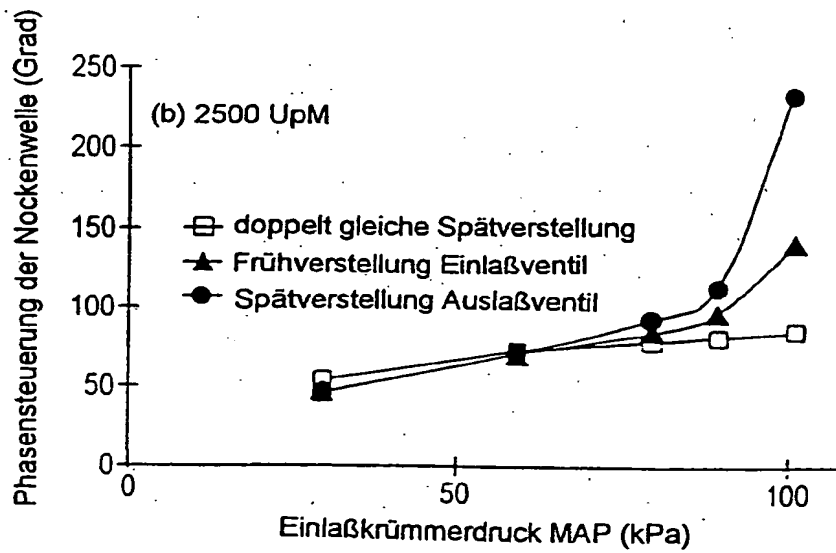 Phasensteuerung der Nockenwelle (Grad)
250
200
150
100
50
0
(b) 2500 UpM
doppelt gleiche Spätverstellung
Frühverstellung Einlaßventil
Spätverstellung Auslaßventil
0
50
100
Einlaßkrümmerdruck MAP (kPa)